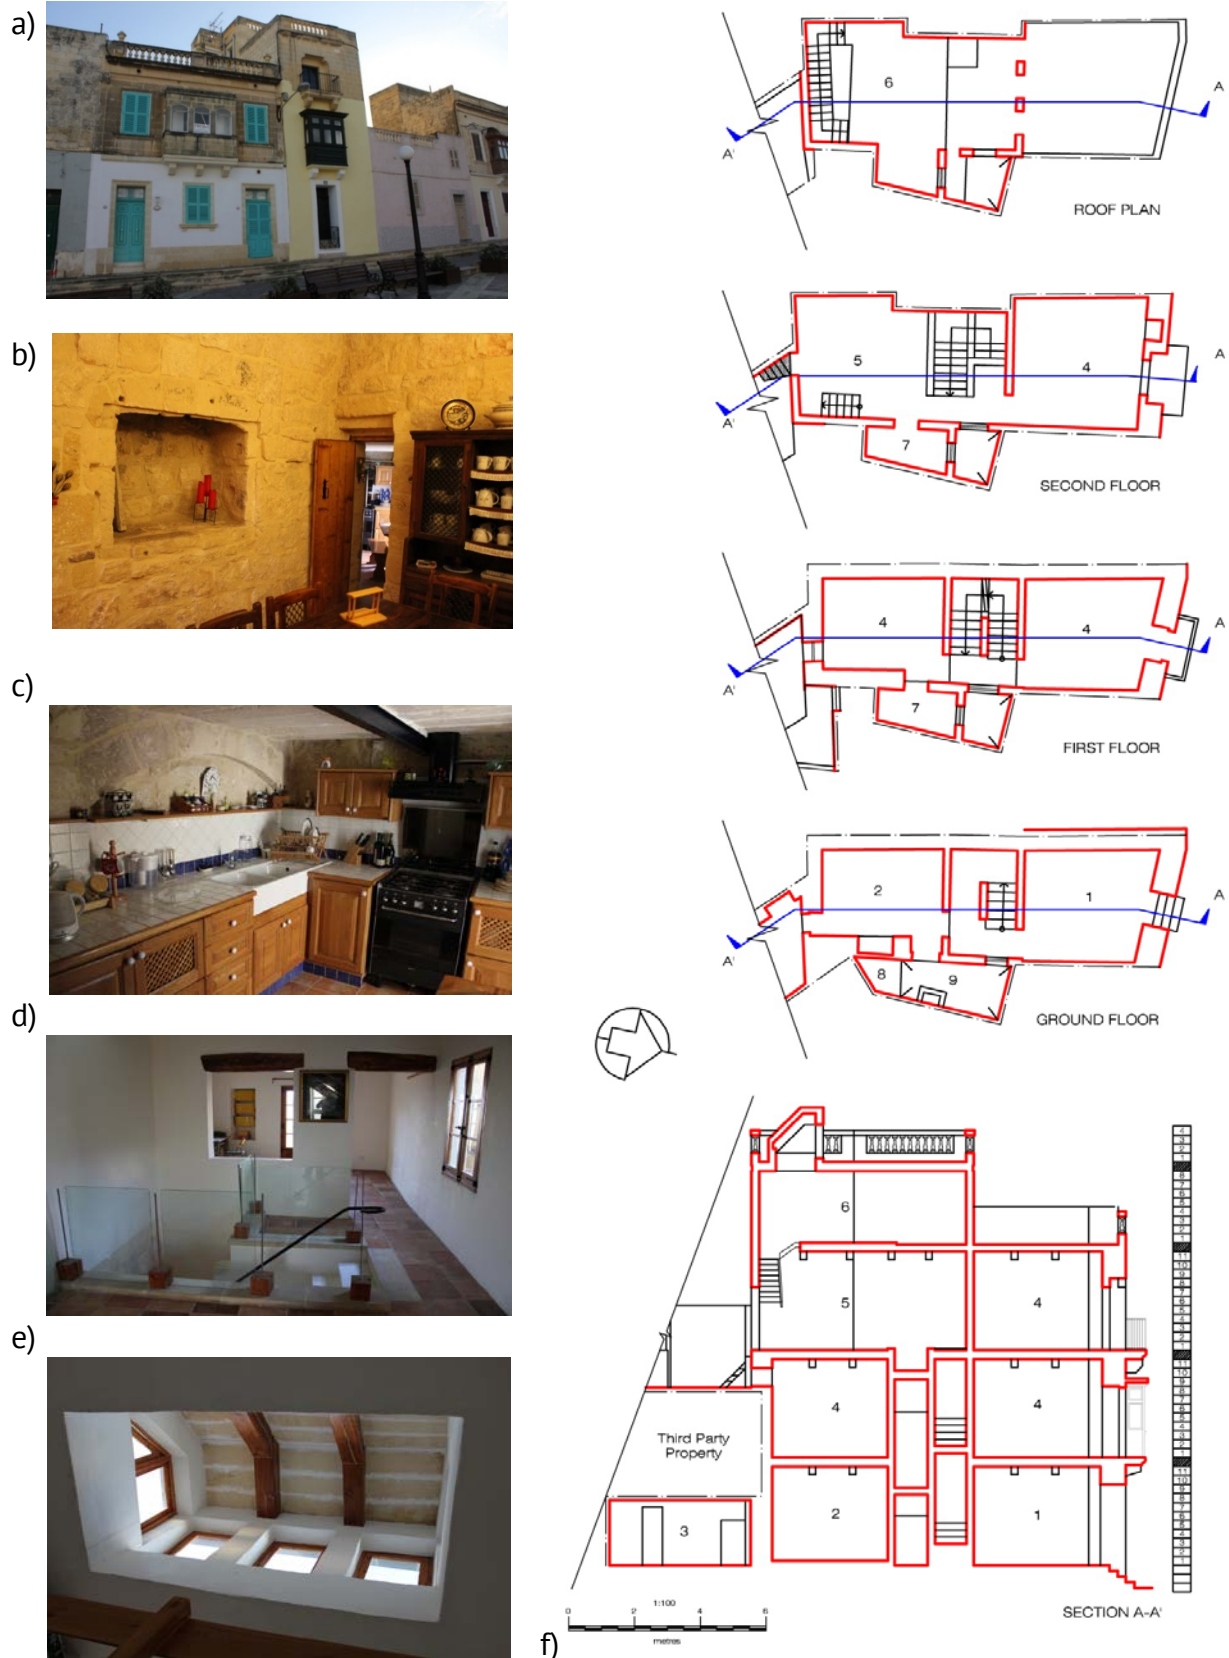 a)
b)
c)
d)
e)
f)
6
A
A'
ROOF PLAN
5
4
7
A
A'
SECOND FLOOR
4
4
7
A
A'
FIRST FLOOR
2
1
8
9
A
A'
GROUND FLOOR
6
5
4
4
4
Third Party
Property
3
2
1
1:100
0 2 4 6
metres
SECTION A-A'